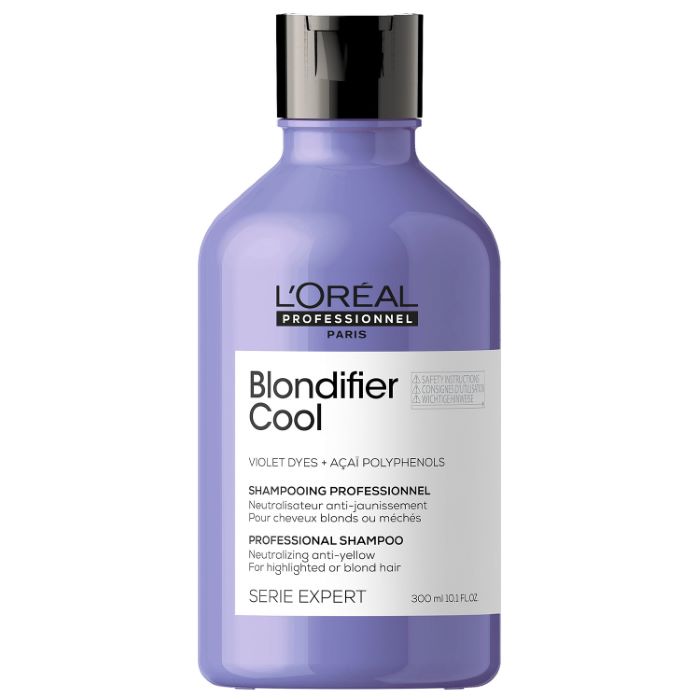 L'ORÉAL
PROFESSIONNEL
PARIS
Blondifier
Cool
⚠ SAFETY INSTRUCTIONS
⚠ CONSIGNES D'UTILISATION
⚠ WICHTIGE HINWEISE
VIOLET DYES + AÇAÏ POLYPHENOLS
SHAMPOOING PROFESSIONNEL
Neutralisateur anti-jaunissement
Pour cheveux blonds ou méchés
PROFESSIONAL SHAMPOO
Neutralizing anti-yellow
For highlighted or blond hair
SERIE EXPERT
300 ml 10.1 FL.OZ